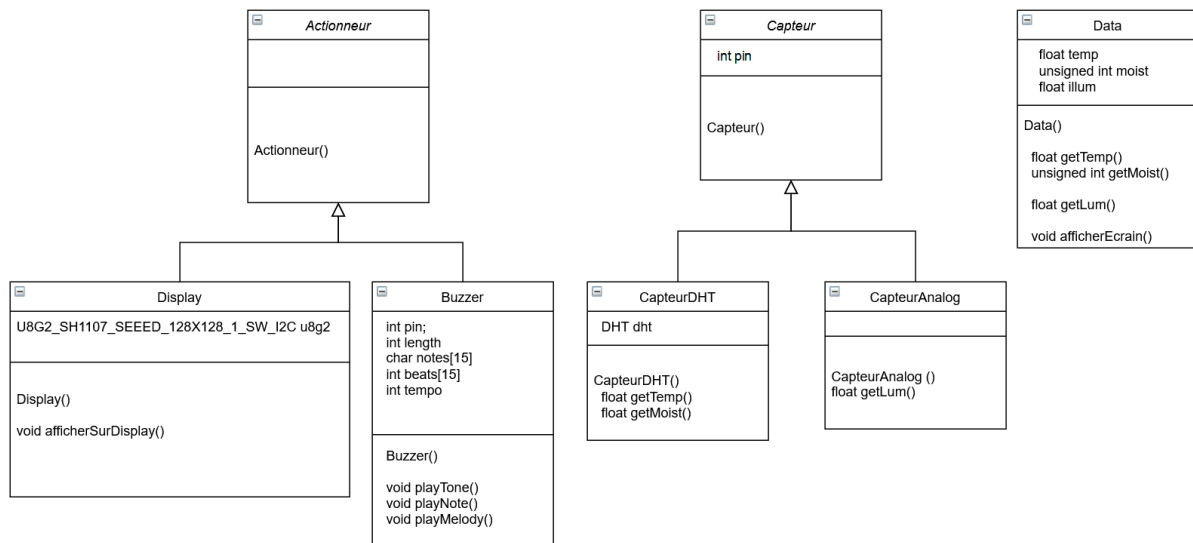 Actionneur
Actionneur()
Capteur
int pin
Capteur()
Data
float temp
unsigned int moist
float illum
Data()
float getTemp()
unsigned int getMoist()
float getLum()
void afficherEcrain()
Display
U8G2_SH1107_SEEED_128X128_1_SW_I2C u8g2
Display()
void afficherSurDisplay()
Buzzer
int pin;
int length
char notes[15]
int beats[15]
int tempo
Buzzer()
void playTone()
void playNote()
void playMelody()
CapteurDHT
DHT dht
CapteurDHT()
float getTemp()
float getMoist()
CapteurAnalog
CapteurAnalog ()
float getLum()